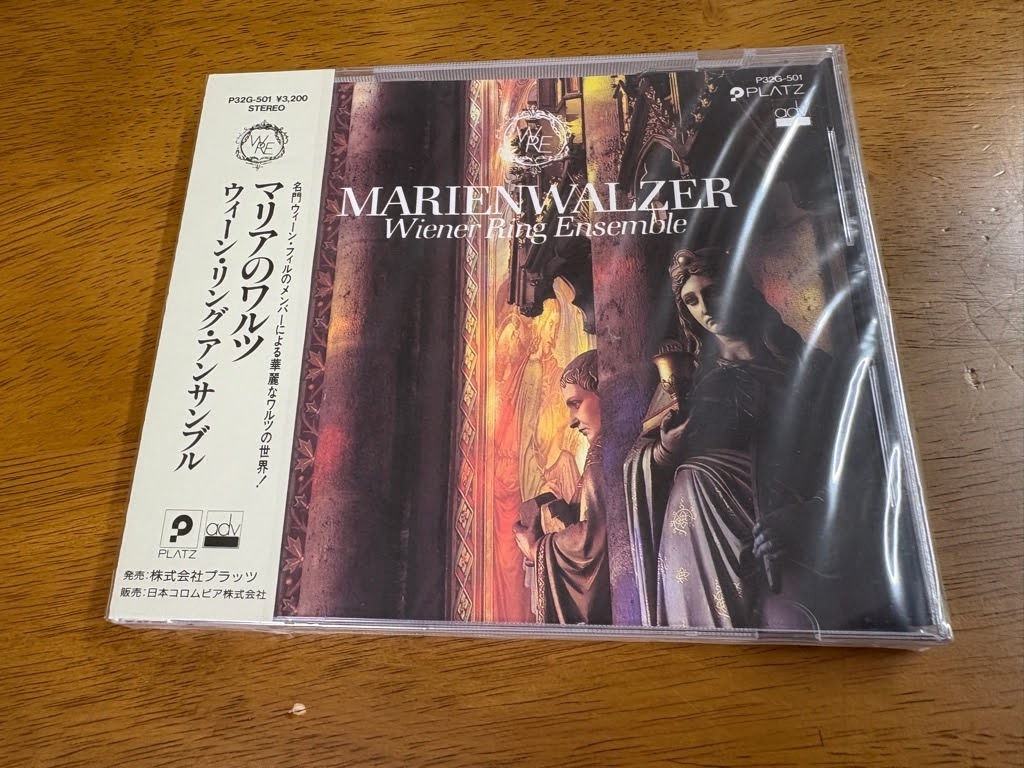 P32G-501 ¥3,200
STEREO
WRE
名門ウィーン・フィルのメンバーによる華麗なワルツの世界！
マリアのワルツ
ウィーン・リング・アンサンブル
PLATZ
adv
発売：株式会社プラッツ
販売：日本コロムビア株式会社
P32G-501
PLATZ
adv
WRE
MARIENWALZER
Wiener Ring Ensemble